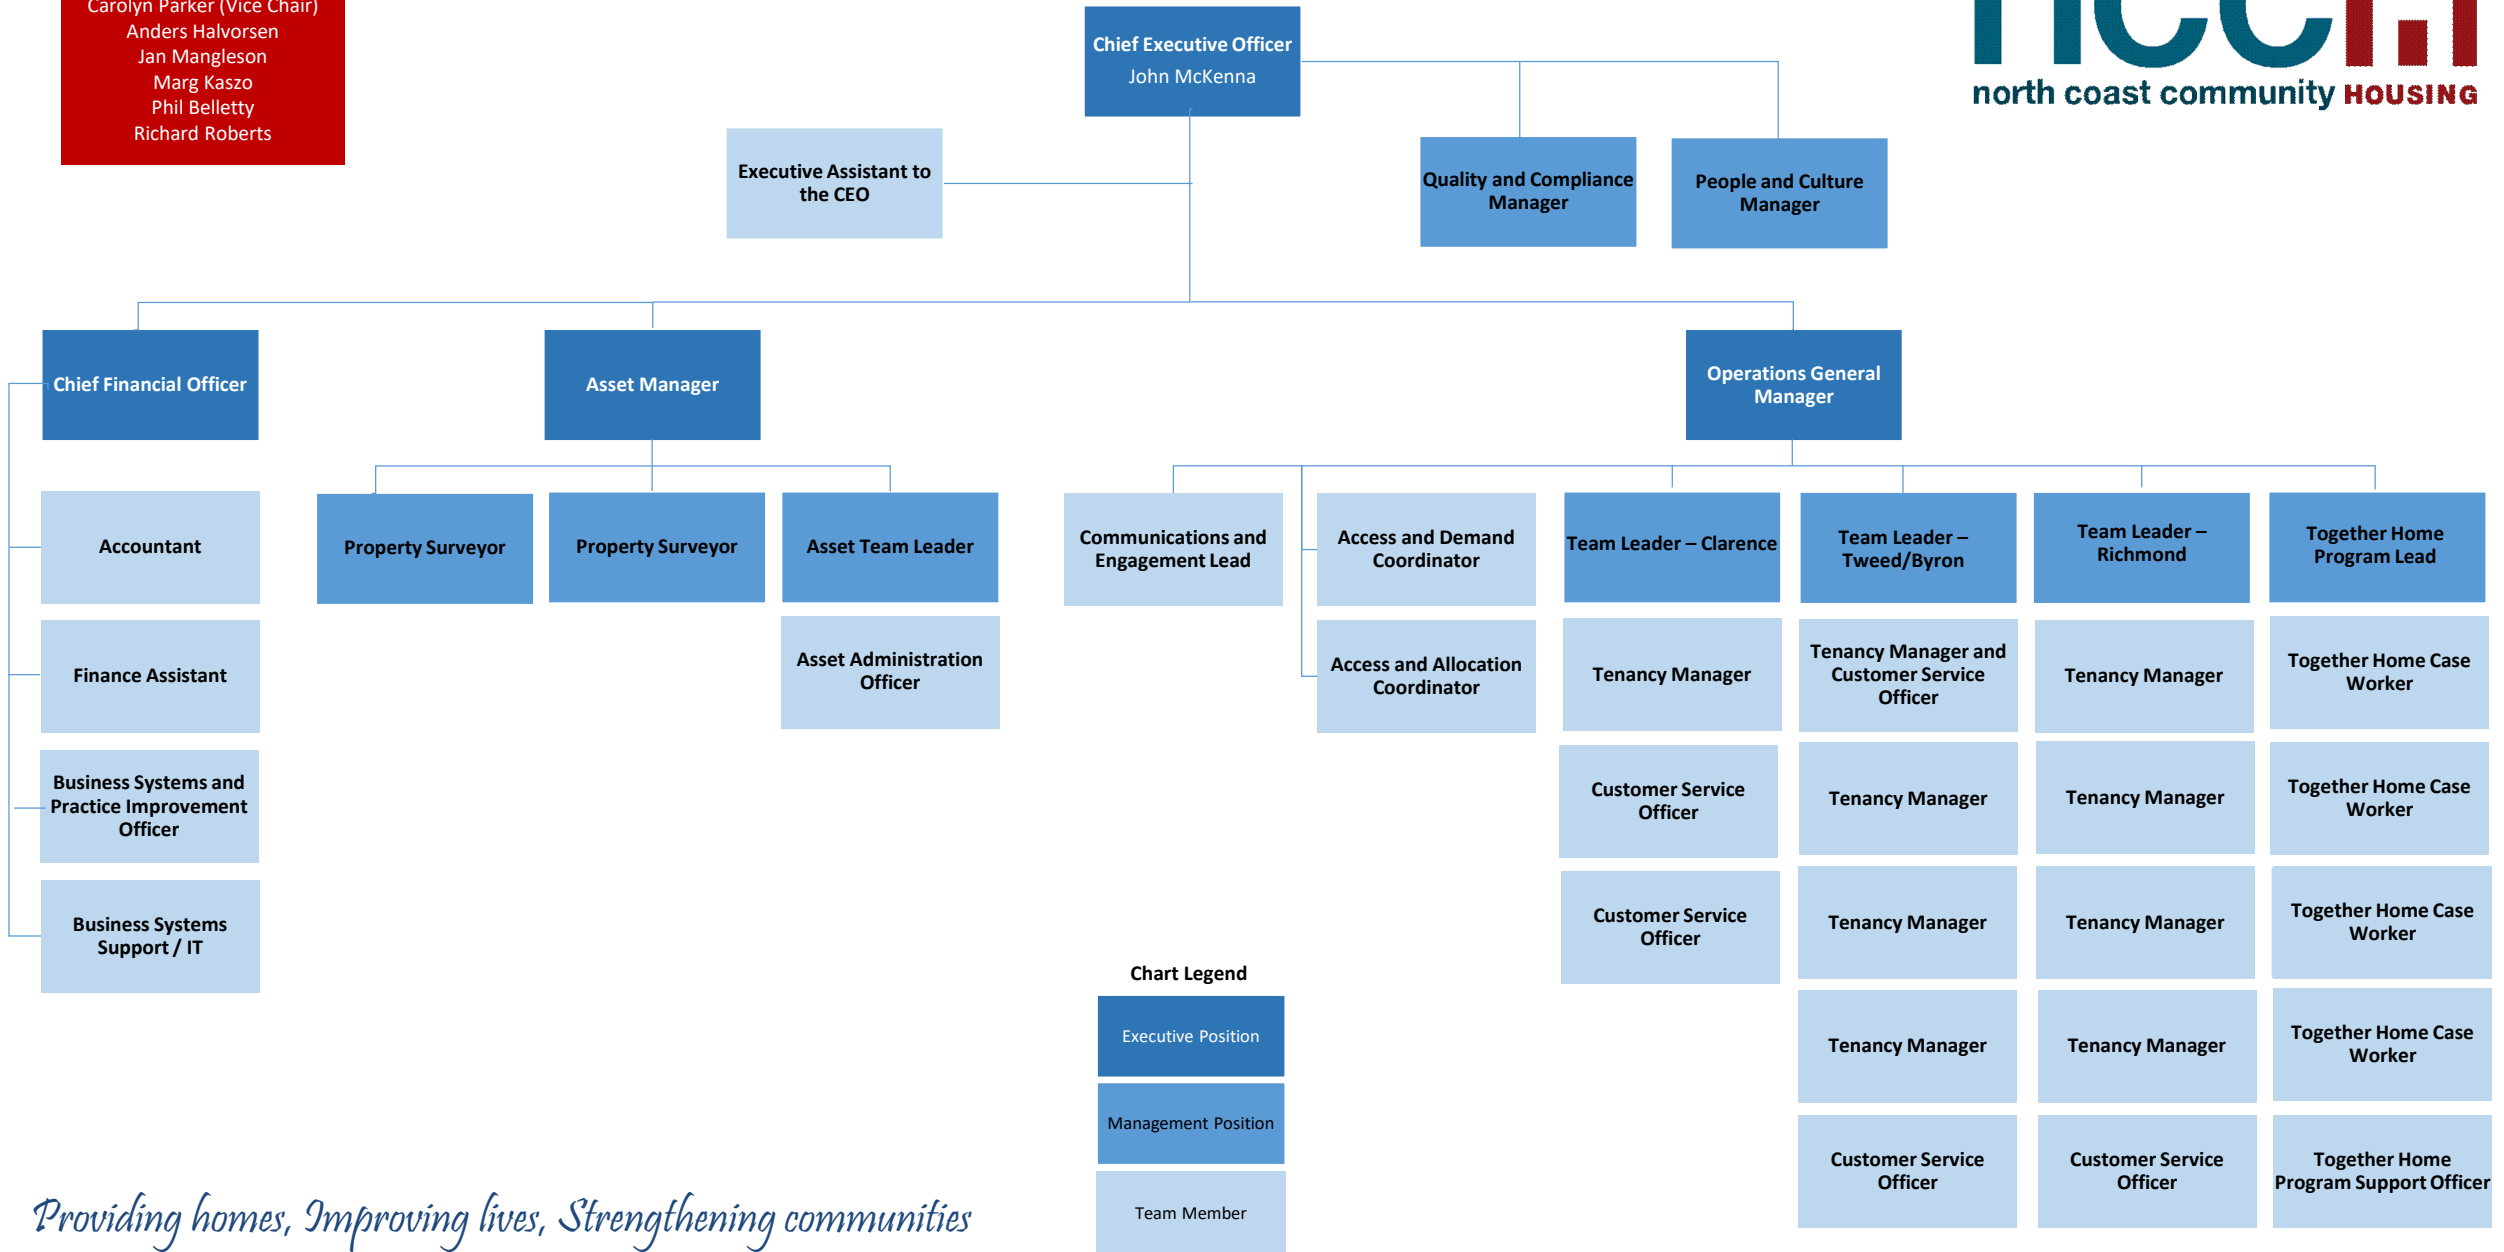 Carolyn Parker (Vice Chair)
Anders Halvorsen
Jan Mangleson
Marg Kaszo
Phil Belletty
Richard Roberts
Chief Executive Officer
John McKenna
north coast community HOUSING
Executive Assistant to
the CEO
Quality and Compliance
Manager
People and Culture
Manager
Chief Financial Officer
Asset Manager
Operations General
Manager
Accountant
Finance Assistant
Business Systems and
Practice Improvement
Officer
Business Systems
Support / IT
Property Surveyor
Property Surveyor
Asset Team Leader
Asset Administration
Officer
Communications and
Engagement Lead
Access and Demand
Coordinator
Access and Allocation
Coordinator
Team Leader – Clarence
Tenancy Manager
Customer Service
Officer
Customer Service
Officer
Team Leader –
Tweed/Byron
Tenancy Manager and
Customer Service
Officer
Tenancy Manager
Tenancy Manager
Tenancy Manager
Customer Service
Officer
Team Leader –
Richmond
Tenancy Manager
Tenancy Manager
Tenancy Manager
Tenancy Manager
Customer Service
Officer
Together Home
Program Lead
Together Home Case
Worker
Together Home Case
Worker
Together Home Case
Worker
Together Home Case
Worker
Together Home
Program Support Officer
Chart Legend
Executive Position
Management Position
Team Member
Providing homes, Improving lives, Strengthening communities